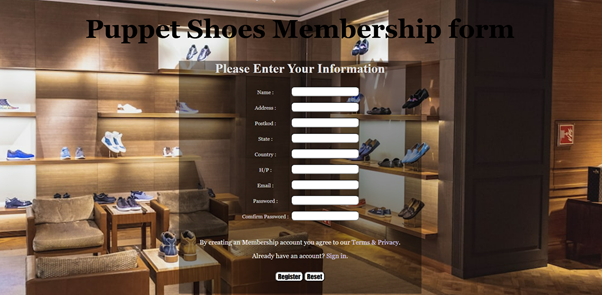 Puppet Shoes Membership form
Please Enter Your Information
Name :
Address :
Postkod :
State :
Country :
H/P :
Email :
Password :
Comfirm Password :
By creating an Membership account you agree to our Terms & Privacy.
Already have an account? Sign in.
Register Reset